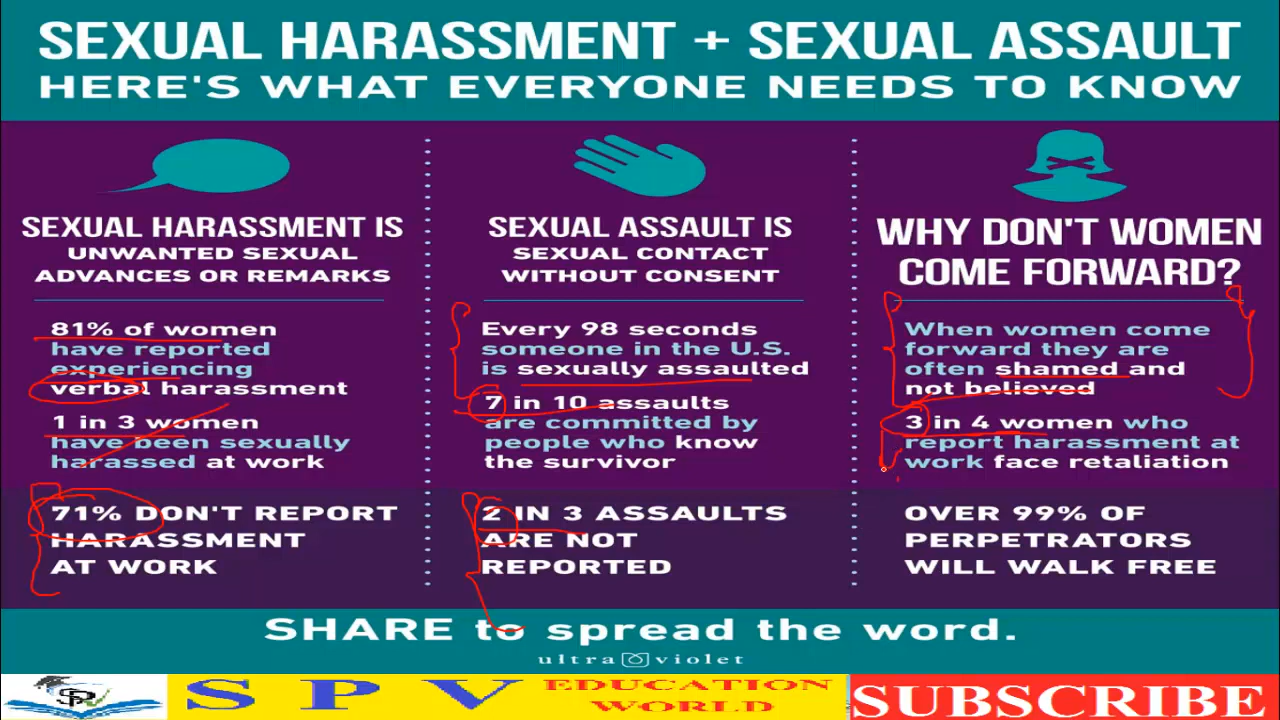 SEXUAL HARASSMENT + SEXUAL ASSAULT
HERE'S WHAT EVERYONE NEEDS TO KNOW
SEXUAL HARASSMENT IS
UNWANTED SEXUAL
ADVANCES OR REMARKS
81% of women
have reported
experiencing
verbal harassment
1 in 3 women
have been sexually
harassed at work
71% DON'T REPORT
HARASSMENT
AT WORK
SEXUAL ASSAULT IS
SEXUAL CONTACT
WITHOUT CONSENT
Every 98 seconds
someone in the U.S.
is sexually assaulted
7 in 10 assaults
are committed by
people who know
the survivor
2 IN 3 ASSAULTS
ARE NOT
REPORTED
WHY DON'T WOMEN
COME FORWARD?
When women come
forward they are
often shamed and
not believed
3 in 4 women who
report harassment at
work face retaliation
OVER 99% OF
PERPETRATORS
WILL WALK FREE
SHARE to spread the word.
ultraviolet
SPV
S P V EDUCATION
WORLD
SUBSCRIBE